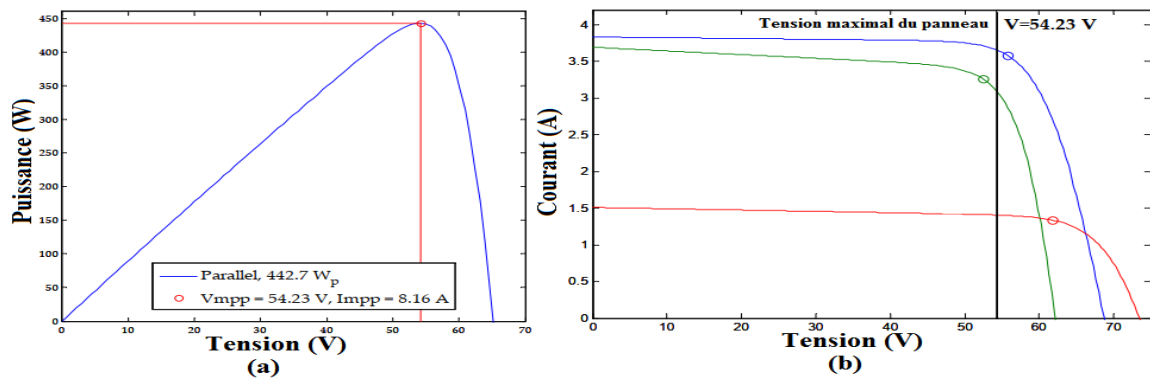 450
400
350
300
250
200
150
100
50
0
Puissance (W)
Parallel, 442.7 Wp
Vmpp = 54.23 V, Impp = 8.16 A
0 10 20 30 40 50 60 70
Tension (V)
(a)
Tension maximal du panneau
V=54.23 V
4
3.5
3
2.5
2
1.5
1
0.5
0
Courant (A)
0 10 20 30 40 50 60 70
Tension (V)
(b)